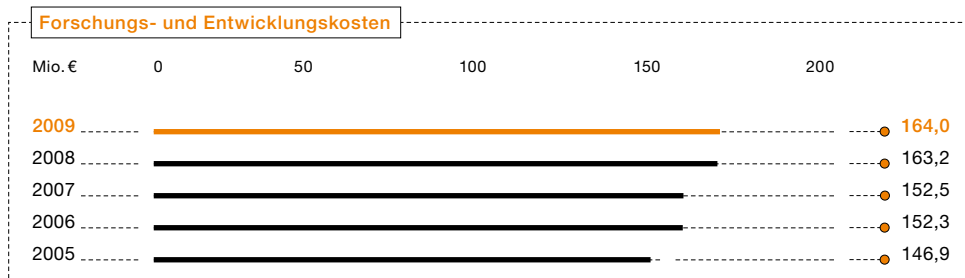 Forschungs- und Entwicklungskosten
Mio. € 0 50 100 150 200
2009 164,0
2008 163,2
2007 152,5
2006 152,3
2005 146,9